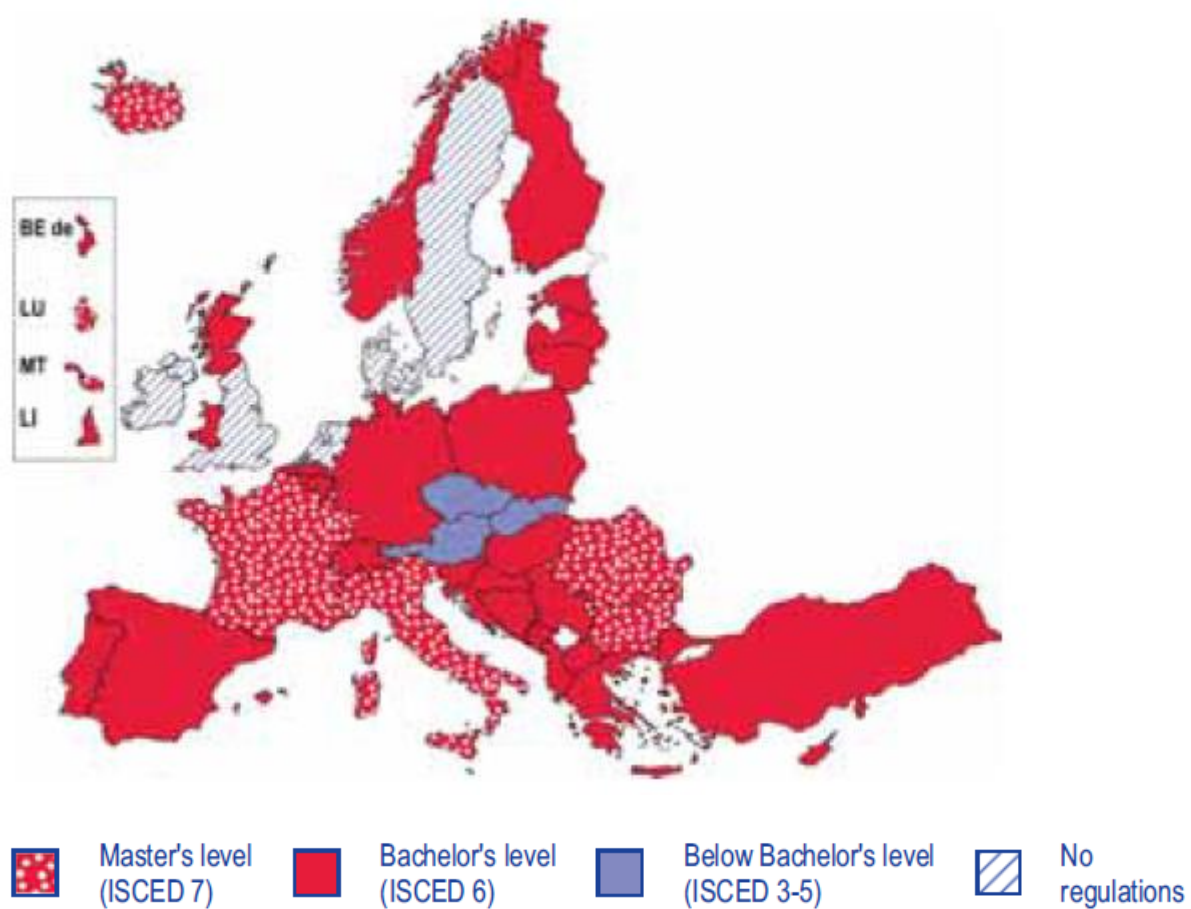 BE de
LU
MT
LI
Master's level
(ISCED 7)
Bachelor's level
(ISCED 6)
Below Bachelor's level
(ISCED 3-5)
No
regulations